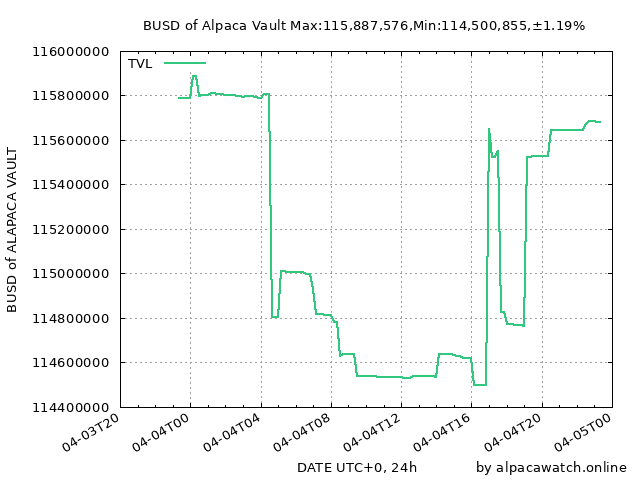 BUSD of Alpaca Vault Max:115,887,576,Min:114,500,855,±1.19%
TVL
BUSD of ALAPACA VAULT
116000000
115800000
115600000
115400000
115200000
115000000
114800000
114600000
114400000
04-03T20
04-04T00
04-04T04
04-04T08
04-04T12
04-04T16
04-04T20
04-05T00
DATE UTC+0, 24h
by alpacawatch.online